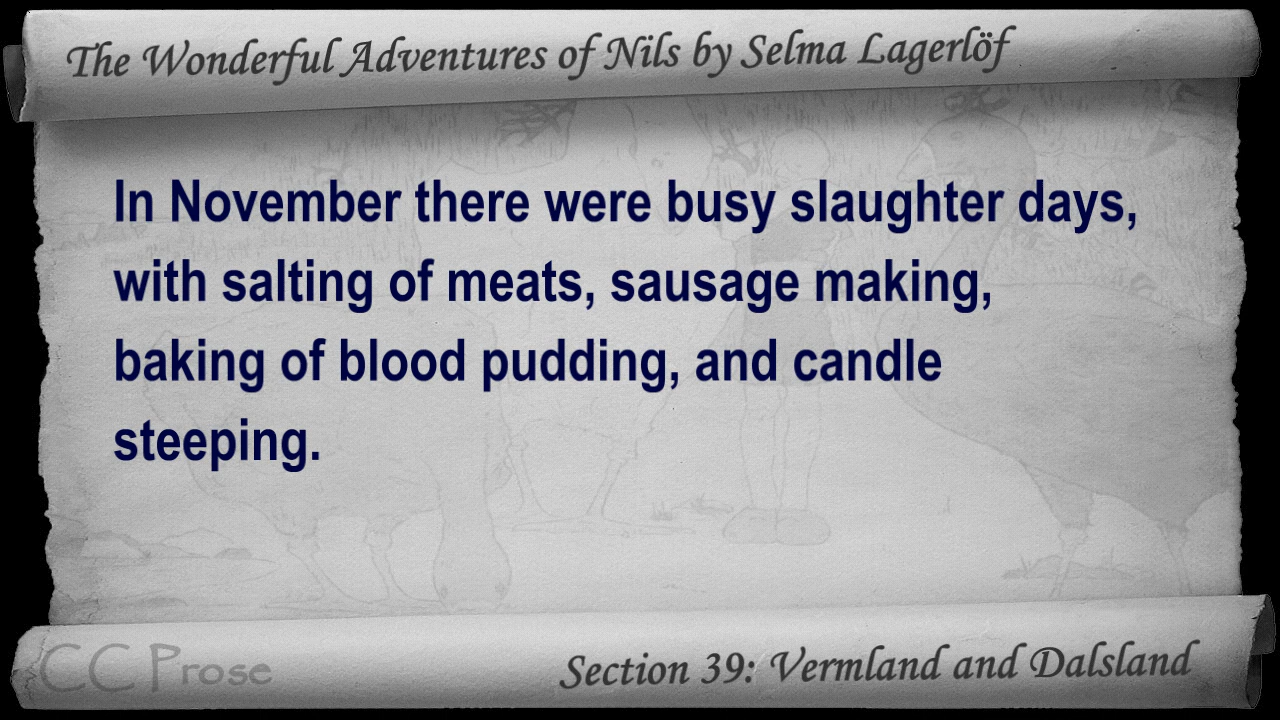 The Wonderful Adventures of Nils by Selma Lagerlöf
In November there were busy slaughter days,
with salting of meats, sausage making,
baking of blood pudding, and candle
steeping.
CC Prose
Section 39: Vermland and Dalsland